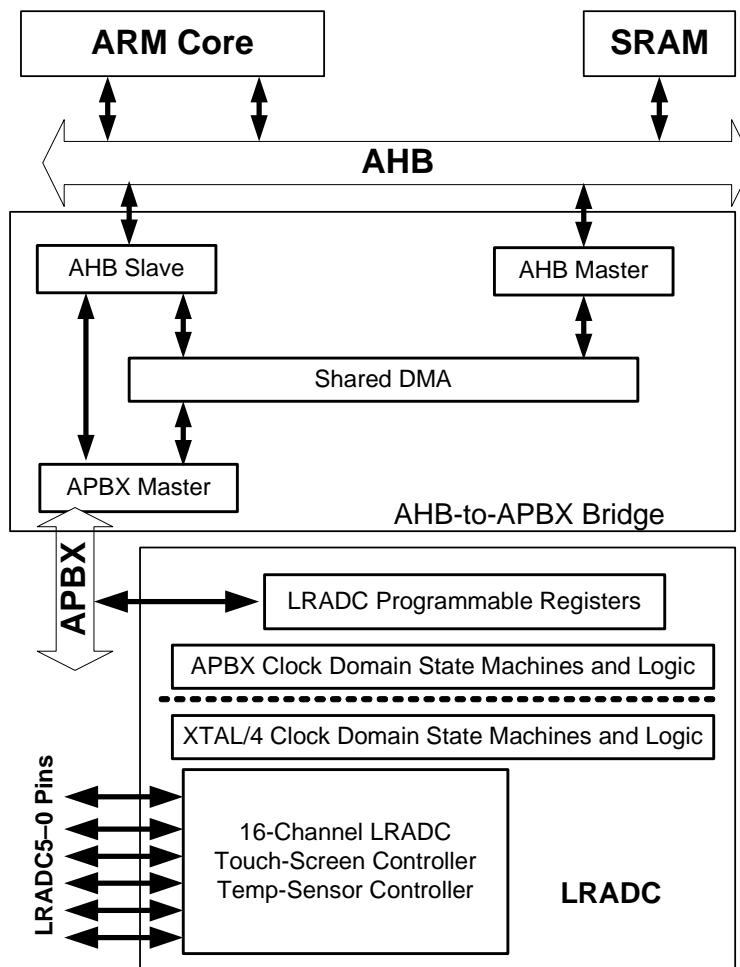 ARM Core
SRAM
AHB
AHB Slave
AHB Master
Shared DMA
APBX Master
AHB-to-APBX Bridge
APBX
LRADC Programmable Registers
APBX Clock Domain State Machines and Logic
XTAL/4 Clock Domain State Machines and Logic
LRADC5–0 Pins
16-Channel LRADC
Touch-Screen Controller
Temp-Sensor Controller
LRADC